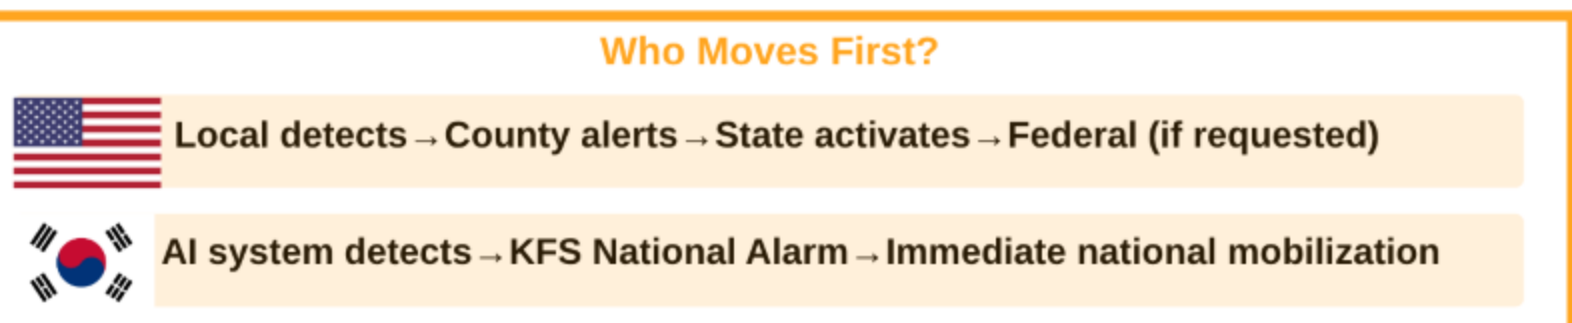 Who Moves First?
Local detects→County alerts→State activates→Federal (if requested)
AI system detects→KFS National Alarm→Immediate national mobilization